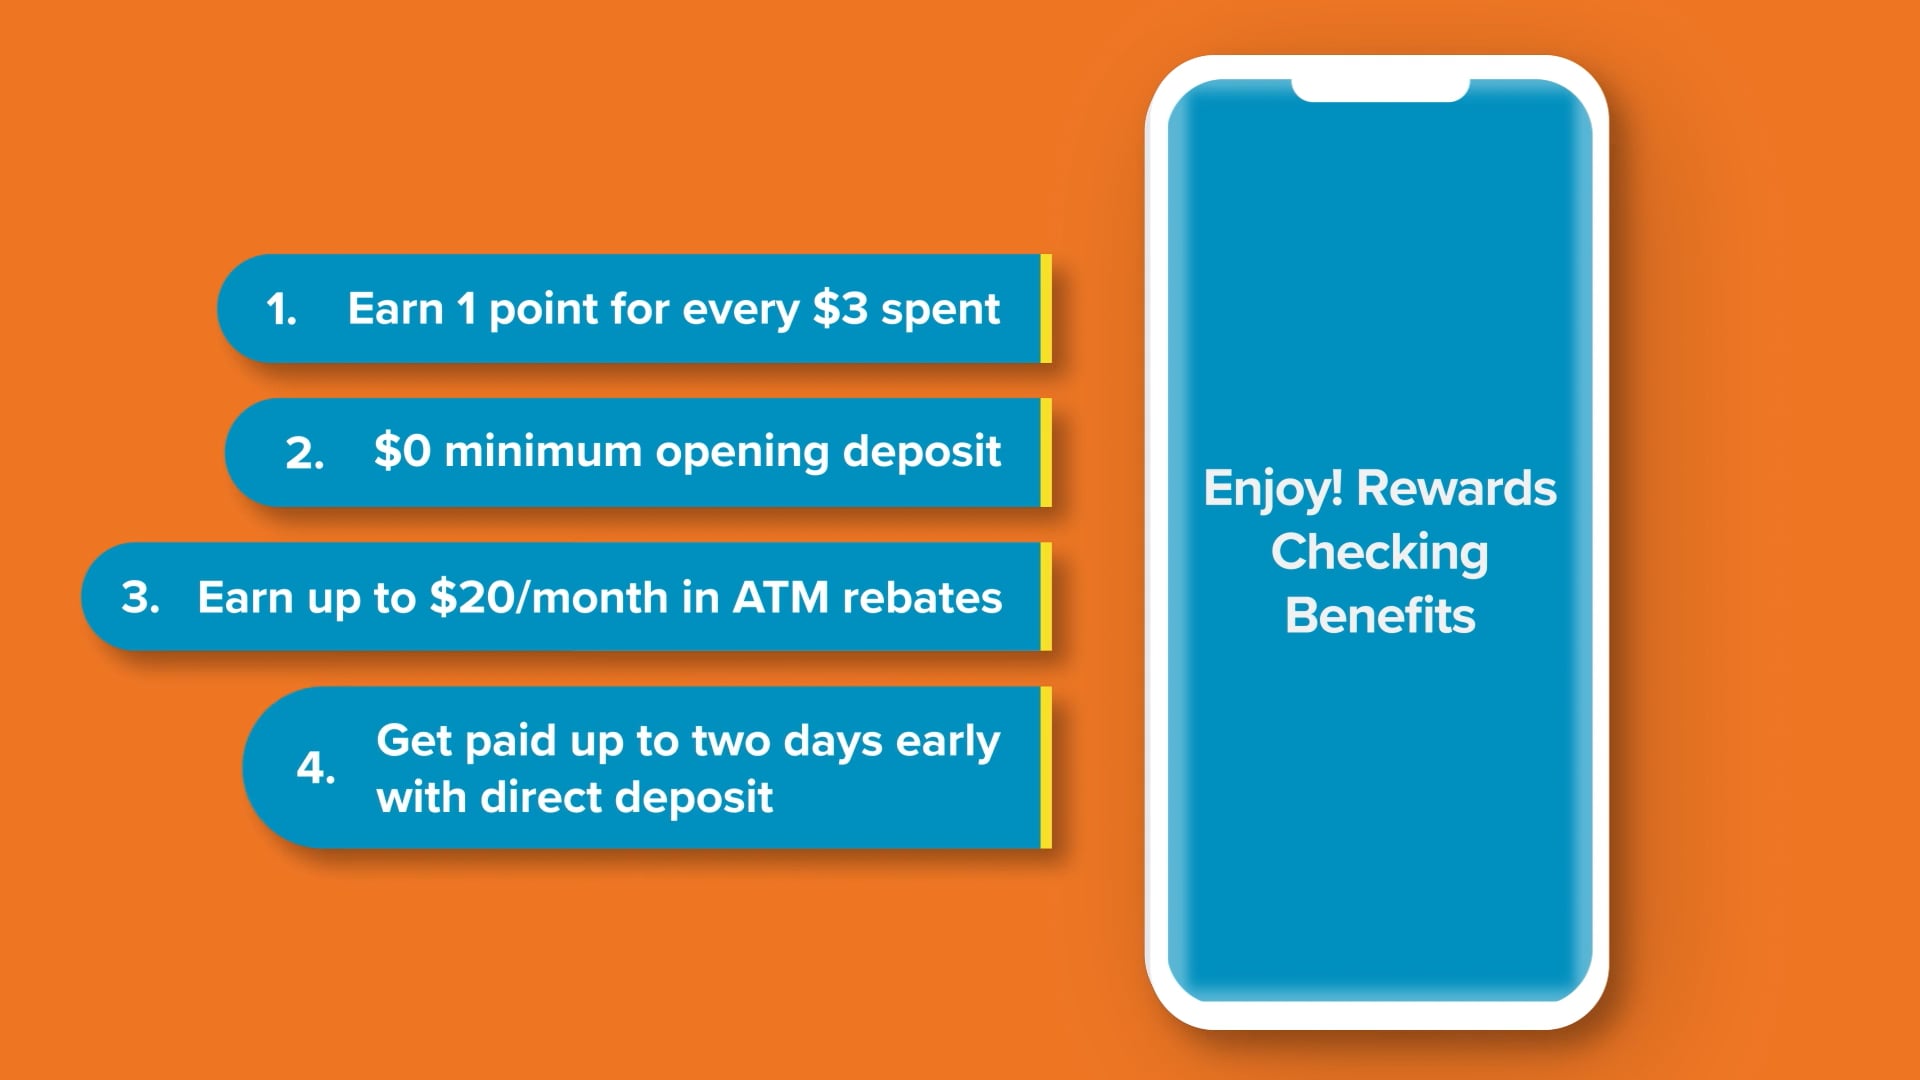 1. Earn 1 point for every $3 spent
2. $0 minimum opening deposit
3. Earn up to $20/month in ATM rebates
4. Get paid up to two days early
with direct deposit
Enjoy! Rewards
Checking
Benefits